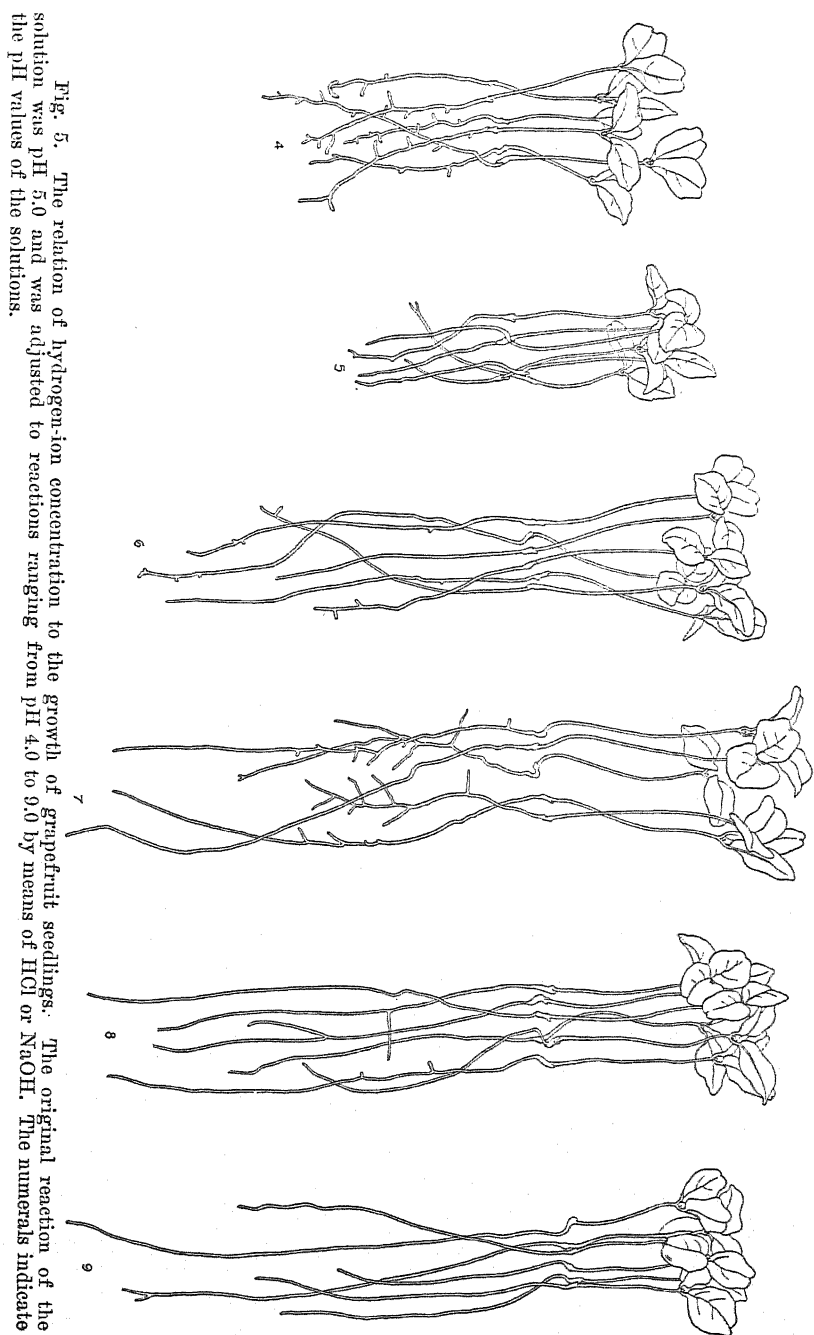 4
5
6
7
8
9
Fig. 5. The relation of hydrogen-ion concentration to the growth of grapefruit seedlings. The original reaction of the
solution was pH 5.0 and was adjusted to reactions ranging from pH 4.0 to 9.0 by means of HCl or NaOH. The numerals indicate
the pH values of the solutions.